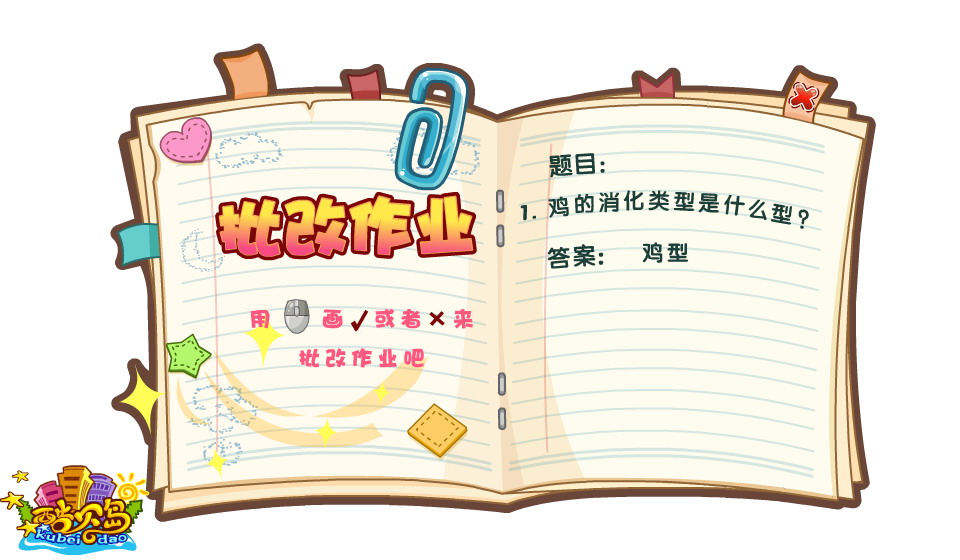 批改作业
用 画✓或者×来
批改作业吧
题目:
1. 鸡的消化类型是什么型?
答案: 鸡型
酷贝岛
kubei dao